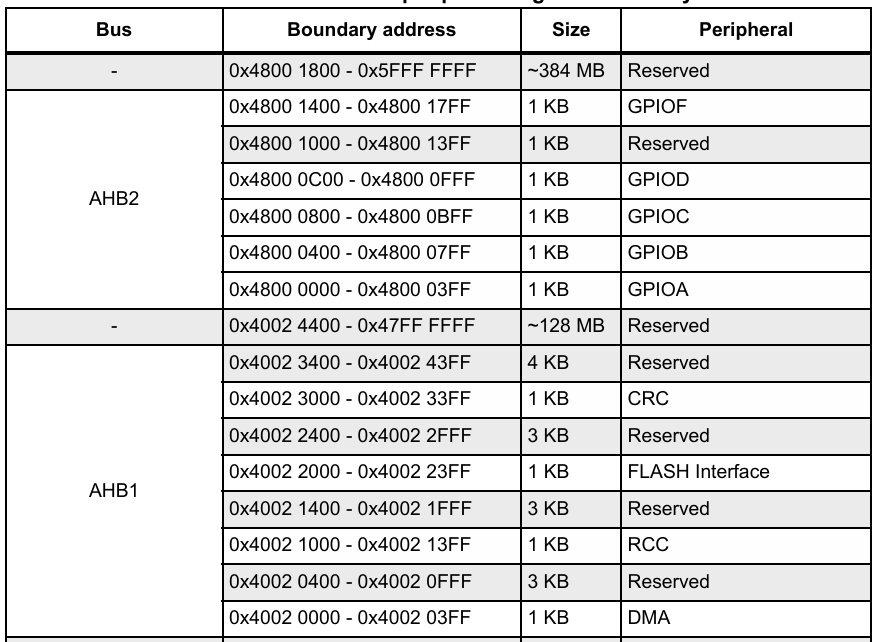 Bus Boundary address Size Peripheral
- 0x4800 1800 - 0x5FFF FFFF ~384 MB Reserved
AHB2 0x4800 1400 - 0x4800 17FF 1 KB GPIOF
0x4800 1000 - 0x4800 13FF 1 KB Reserved
0x4800 0C00 - 0x4800 0FFF 1 KB GPIOD
0x4800 0800 - 0x4800 0BFF 1 KB GPIOC
0x4800 0400 - 0x4800 07FF 1 KB GPIOB
0x4800 0000 - 0x4800 03FF 1 KB GPIOA
- 0x4002 4400 - 0x47FF FFFF ~128 MB Reserved
AHB1 0x4002 3400 - 0x4002 43FF 4 KB Reserved
0x4002 3000 - 0x4002 33FF 1 KB CRC
0x4002 2400 - 0x4002 2FFF 3 KB Reserved
0x4002 2000 - 0x4002 23FF 1 KB FLASH Interface
0x4002 1400 - 0x4002 1FFF 3 KB Reserved
0x4002 1000 - 0x4002 13FF 1 KB RCC
0x4002 0400 - 0x4002 0FFF 3 KB Reserved
0x4002 0000 - 0x4002 03FF 1 KB DMA